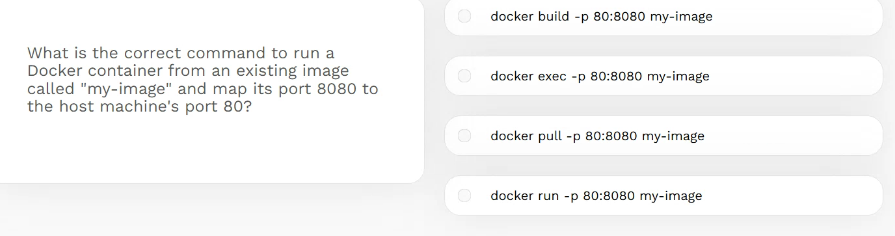 What is the correct command to run a
Docker container from an existing image
called "my-image" and map its port 8080 to
the host machine's port 80?
docker build -p 80:8080 my-image
docker exec -p 80:8080 my-image
docker pull -p 80:8080 my-image
docker run -p 80:8080 my-image